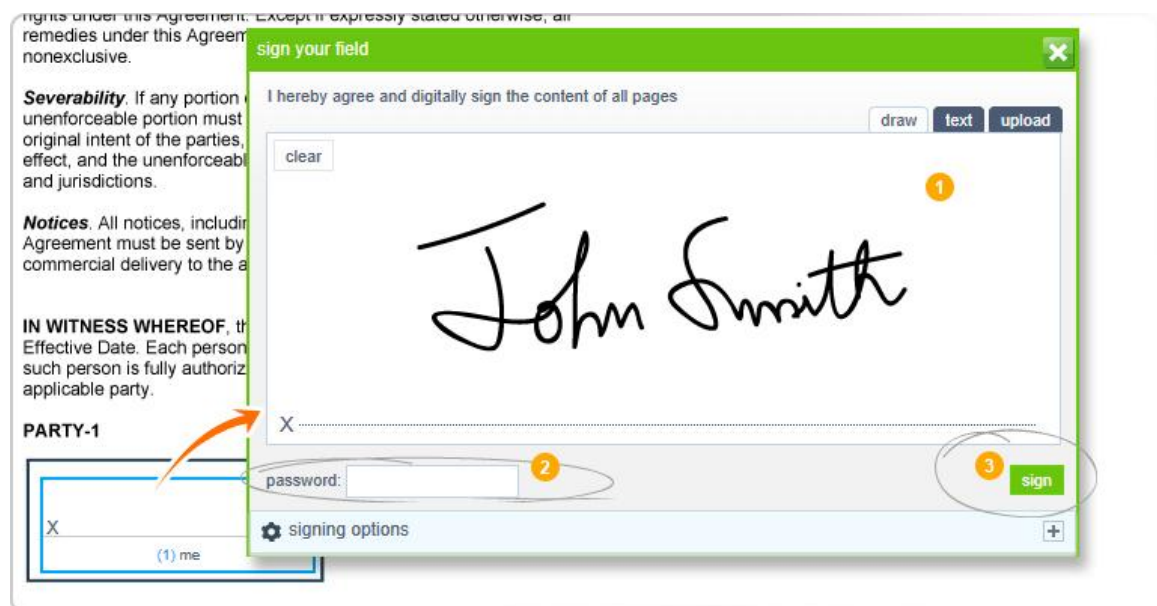 rights under this Agreement. Except if expressly stated otherwise, all
remedies under this Agreem
nonexclusive.
Severability. If any portion
unenforceable portion must
original intent of the parties,
effect, and the unenforceabl
and jurisdictions.
Notices. All notices, includin
Agreement must be sent by
commercial delivery to the a
IN WITNESS WHEREOF, th
Effective Date. Each person
such person is fully authoriz
applicable party.
PARTY-1
X
(1) me
sign your field
I hereby agree and digitally sign the content of all pages
draw text upload
clear
1
John Smith
X
password:
2
3
sign
signing options